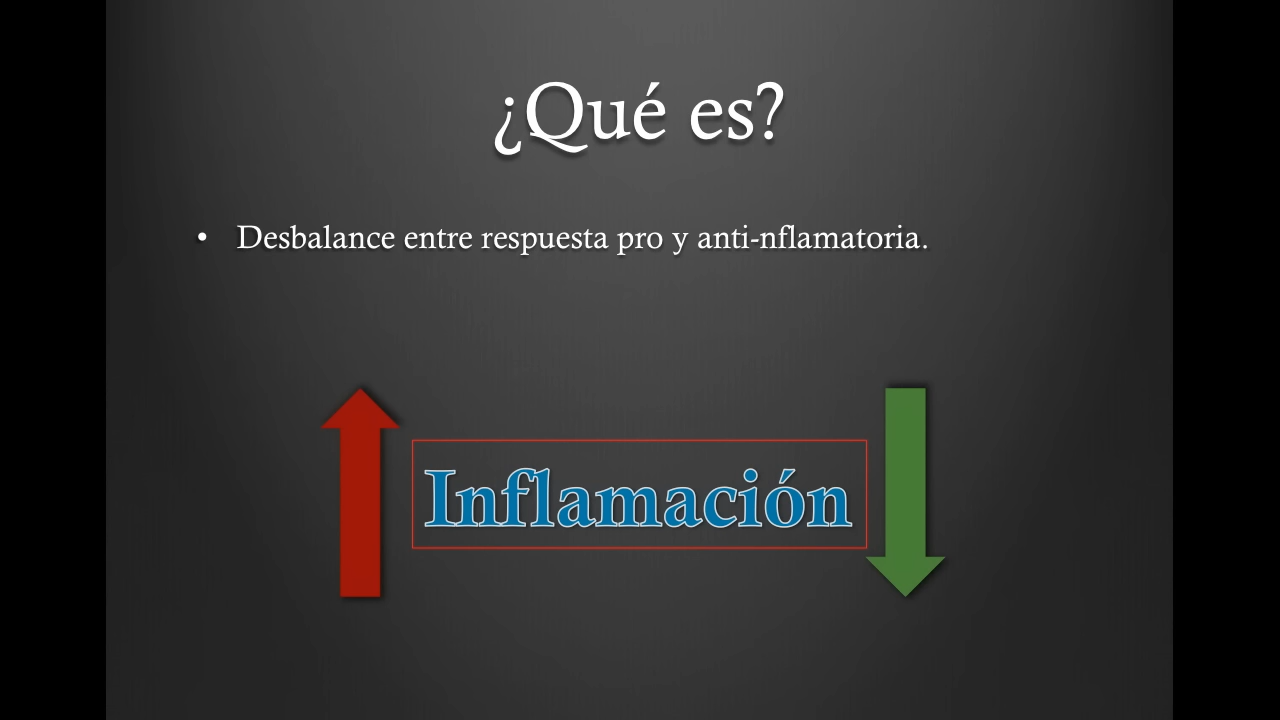 ¿Qué es?
• Desbalance entre respuesta pro y anti-nflamatoria.
Inflamación